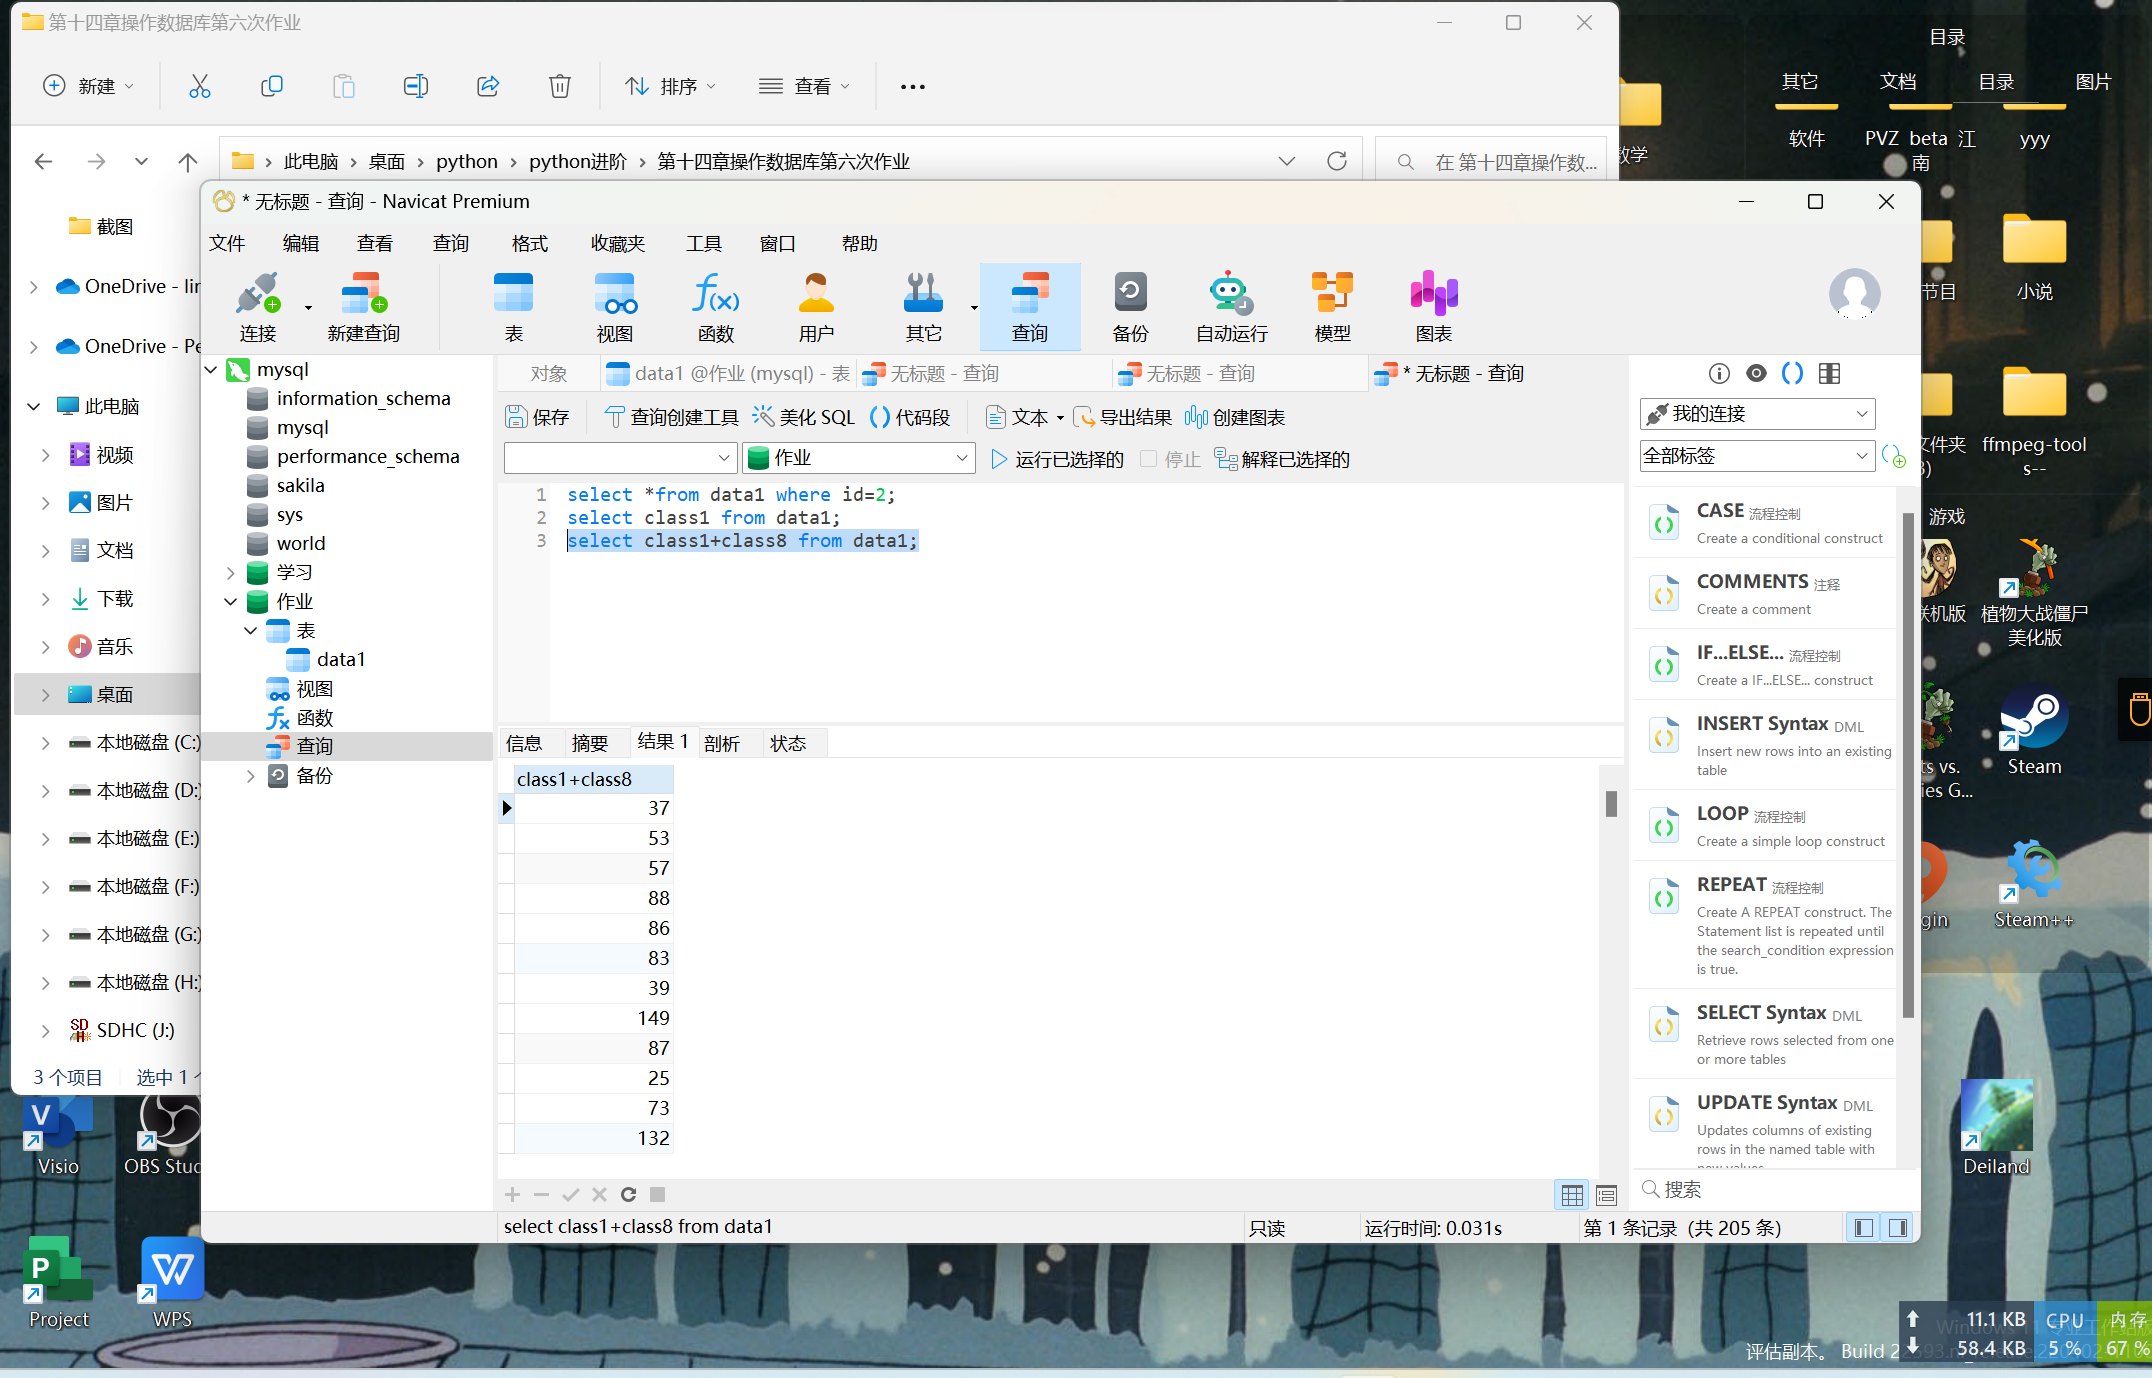 第十四章操作数据库第六次作业
新建
排序
查看
此电脑 › 桌面 › python › python进阶 › 第十四章操作数据库第六次作业
在 第十四章操作数...
截图
OneDrive - lir
OneDrive - Pe
此电脑
视频
图片
文档
下载
音乐
桌面
本地磁盘 (C:)
本地磁盘 (D:)
本地磁盘 (E:)
本地磁盘 (F:)
本地磁盘 (G:)
本地磁盘 (H:)
SDHC (J:)
3 个项目
选中 1
* 无标题 - 查询 - Navicat Premium
文件 编辑 查看 查询 格式 收藏夹 工具 窗口 帮助
连接 新建查询 表 视图 函数 用户 其它 查询 备份 自动运行 模型 图表
mysql
information_schema
mysql
performance_schema
sakila
sys
world
学习
作业
表
data1
视图
函数
查询
备份
对象
data1 @作业 (mysql) - 表
无标题 - 查询
无标题 - 查询
* 无标题 - 查询
保存 查询创建工具 美化 SQL 代码段 文本 导出结果 创建图表
作业
运行已选择的 停止 解释已选择的
1 select *from data1 where id=2;
2 select class1 from data1;
3 select class1+class8 from data1;
信息 摘要 结果 1 剖析 状态
class1+class8
37
53
57
88
86
83
39
149
87
25
73
132
select class1+class8 from data1
只读
运行时间: 0.031s
第 1 条记录 (共 205 条)
我的连接
全部标签
CASE 流程控制
Create a conditional construct
COMMENTS 注释
Create a comment
IF...ELSE... 流程控制
Create a IF...ELSE... construct
INSERT Syntax DML
Insert new rows into an existing
table
LOOP 流程控制
Create a simple loop construct
REPEAT 流程控制
Create A REPEAT construct. The
Statement list is repeated until
the search_condition expression
is true.
SELECT Syntax DML
Retrieve rows selected from one
or more tables
UPDATE Syntax DML
Updates columns of existing
rows in the named table with
new values
搜索
目录
其它 文档 目录 图片
软件
PVZ beta 江
南
yyy
数学
节目
小说
文件夹
3)
ffmpeg-tool
s--
游戏
联机版
植物大战僵尸
美化版
ts vs.
ies G...
Steam
gin
Steam++
Deiland
Visio
OBS Stud
Project
WPS
11.1 KB
58.4 KB
CPU
5 %
内存
67 %
评估副本。 Build 22593